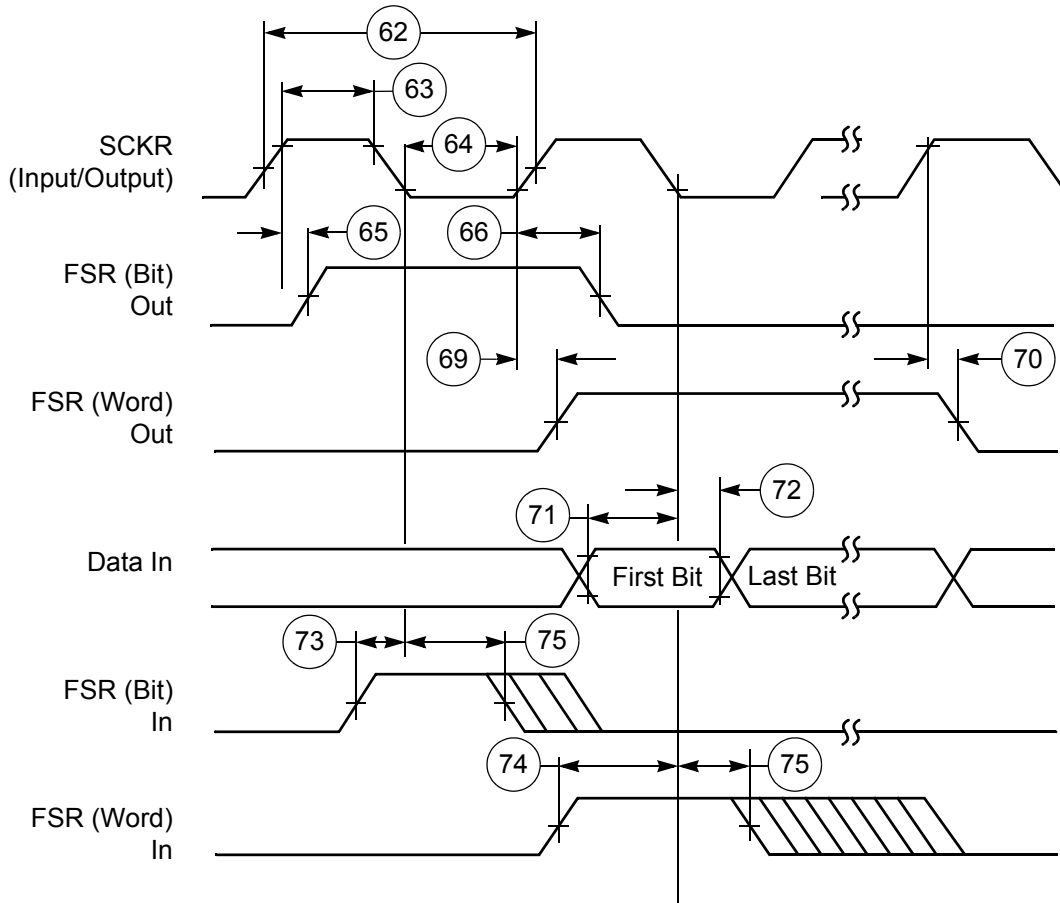 62
63
SCKR
(Input/Output)
64
65
66
FSR (Bit)
Out
69
70
FSR (Word)
Out
71
72
Data In
First Bit
Last Bit
73
75
FSR (Bit)
In
74
75
FSR (Word)
In